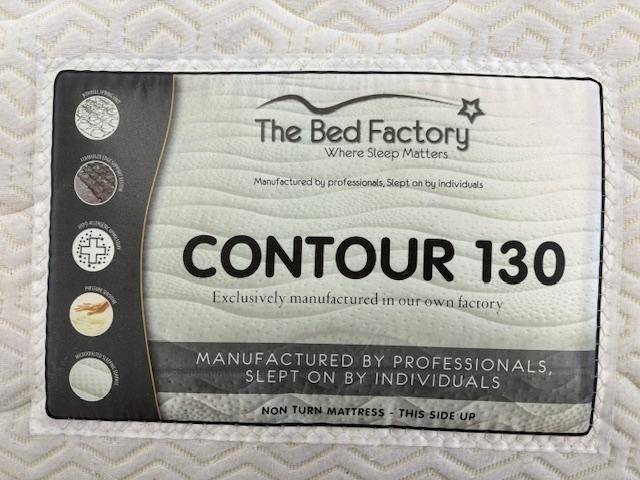 The Bed Factory
Where Sleep Matters
Manufactured by professionals, Slept on by individuals
CONTOUR 130
Exclusively manufactured in our own factory
MANUFACTURED BY PROFESSIONALS,
SLEPT ON BY INDIVIDUALS
NON TURN MATTRESS - THIS SIDE UP